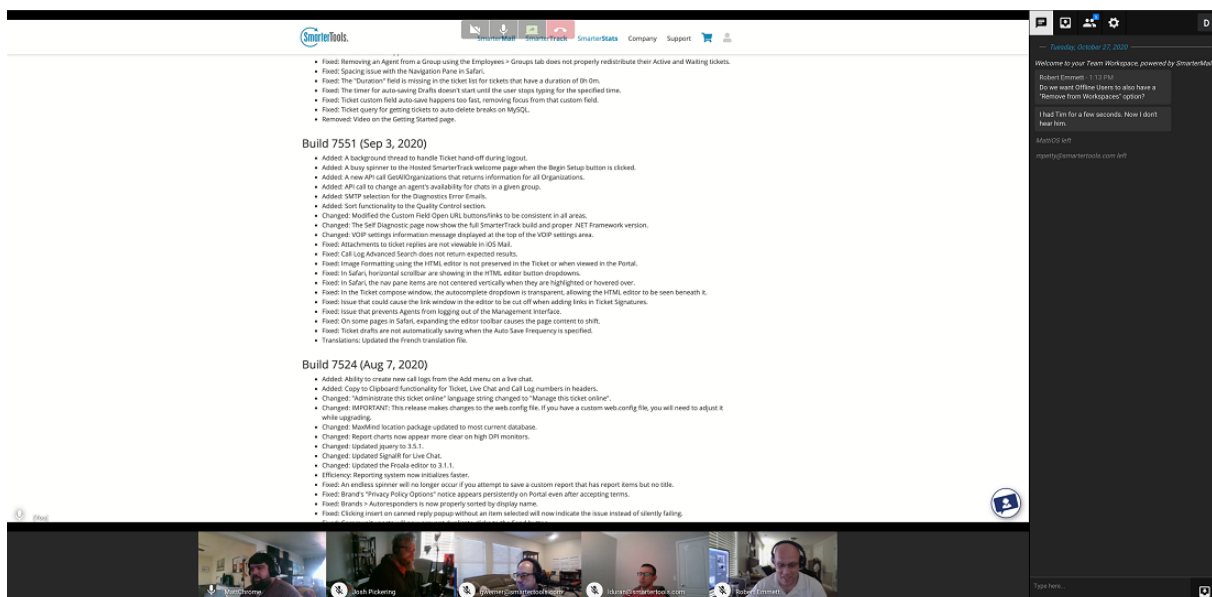 SmarterTools.
SmarterMail SmarterTrack SmarterStats Company Support
• Fixed: Removing an Agent from a Group using the Employees > Groups tab does not properly redistribute their Active and Waiting tickets.
• Fixed: Spacing issue with the Navigation Pane in Safari.
• Fixed: The "Duration" field is missing in the ticket list for tickets that have a duration of 0h 0m.
• Fixed: The timer for auto-saving Drafts doesn't start until the user stops typing for the specified time.
• Fixed: Ticket custom field auto-save happens too fast, removing focus from that custom field.
• Fixed: Ticket query for getting tickets to auto-delete breaks on MySQL.
• Removed: Video on the Getting Started page.
Build 7551 (Sep 3, 2020)
• Added: A background thread to handle Ticket hand-off during logout.
• Added: A busy spinner to the Hosted SmarterTrack welcome page when the Begin Setup button is clicked.
• Added: A new API call GetAllOrganizations that returns information for all Organizations.
• Added: API call to change an agent's availability for chats in a given group.
• Added: SMTP selection for the Diagnostics Error Emails.
• Added: Sort functionality to the Quality Control section.
• Changed: Modified the Custom Field Open URL buttons/links to be consistent in all areas.
• Changed: The Self Diagnostic page now show the full SmarterTrack build and proper .NET Framework version.
• Changed: VOIP settings information message displayed at the top of the VOIP settings area.
• Fixed: Attachments to ticket replies are not viewable in iOS Mail.
• Fixed: Call Log Advanced Search does not return expected results.
• Fixed: Image Formatting using the HTML editor is not preserved in the Ticket or when viewed in the Portal.
• Fixed: In Safari, horizontal scrollbar are showing in the HTML editor button dropdowns.
• Fixed: In Safari, the nav pane items are not centered vertically when they are highlighted or hovered over.
• Fixed: In the Ticket compose window, the autocomplete dropdown is transparent, allowing the HTML editor to be seen beneath it.
• Fixed: Issue that could cause the link window in the editor to be cut off when adding links in Ticket Signatures.
• Fixed: Issue that prevents Agents from logging out of the Management Interface.
• Fixed: On some pages in Safari, expanding the editor toolbar causes the page content to shift.
• Fixed: Ticket drafts are not automatically saving when the Auto Save Frequency is specified.
• Translations: Updated the French translation file.
Build 7524 (Aug 7, 2020)
• Added: Ability to create new call logs from the Add menu on a live chat.
• Added: Copy to Clipboard functionality for Ticket, Live Chat and Call Log numbers in headers.
• Changed: "Administrate this ticket online" language string changed to "Manage this ticket online".
• Changed: IMPORTANT: This release makes changes to the web.config file. If you have a custom web.config file, you will need to adjust it
while upgrading.
• Changed: MaxMind location package updated to most current database.
• Changed: Report charts now appear more clear on high DPI monitors.
• Changed: Updated jquery to 3.5.1.
• Changed: Updated SignalR for Live Chat.
• Changed: Updated the Froala editor to 3.1.1.
• Efficiency: Reporting system now initializes faster.
• Fixed: An endless spinner will no longer occur if you attempt to save a custom report that has report items but no title.
• Fixed: Brand's "Privacy Policy Options" notice appears persistently on Portal even after accepting terms.
• Fixed: Brands > Autoresponders is now properly sorted by display name.
• Fixed: Clicking insert on canned reply popup without an item selected will now indicate the issue instead of silently failing.
(You)
MattChrome
Josh Pickering
gwerner@smartertools.com
lduran@smartertools.com
Robert Emmett
D
Tuesday, October 27, 2020
Welcome to your Team Workspace, powered by SmarterMail
Robert Emmett - 1:13 PM
Do we want Offline Users to also have a
"Remove from Workspaces" option?
I had Tim for a few seconds. Now I don't
hear him.
MattiOS left
mpetty@smartertools.com left
Type here...